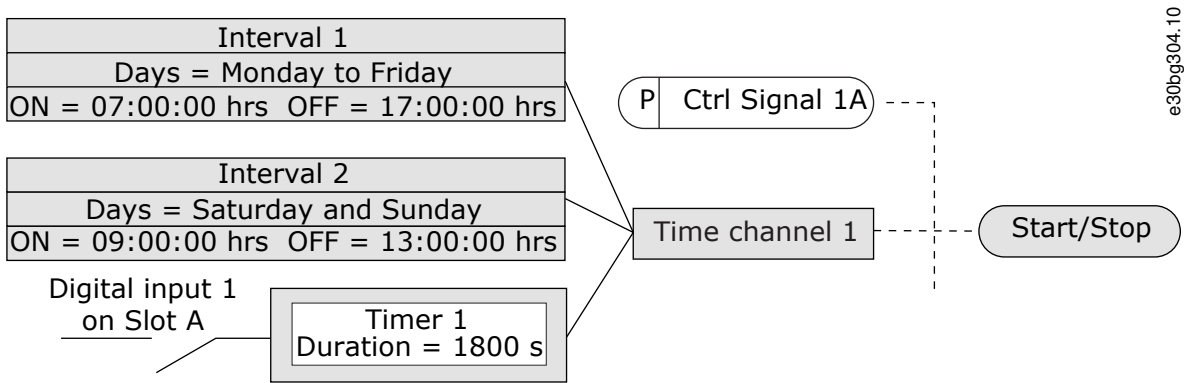 Interval 1
Days = Monday to Friday
ON = 07:00:00 hrs OFF = 17:00:00 hrs
Interval 2
Days = Saturday and Sunday
ON = 09:00:00 hrs OFF = 13:00:00 hrs
Digital input 1
on Slot A
Timer 1
Duration = 1800 s
P Ctrl Signal 1A
Time channel 1
Start/Stop
e30bg304.10